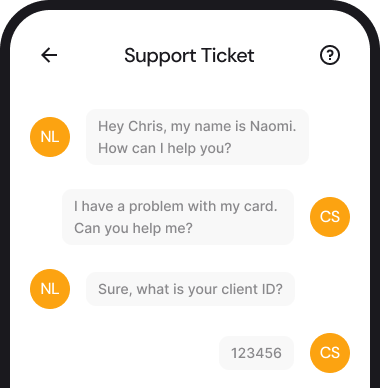 Support Ticket
NL
Hey Chris, my name is Naomi.
How can I help you?
I have a problem with my card.
Can you help me?
CS
NL
Sure, what is your client ID?
123456
CS